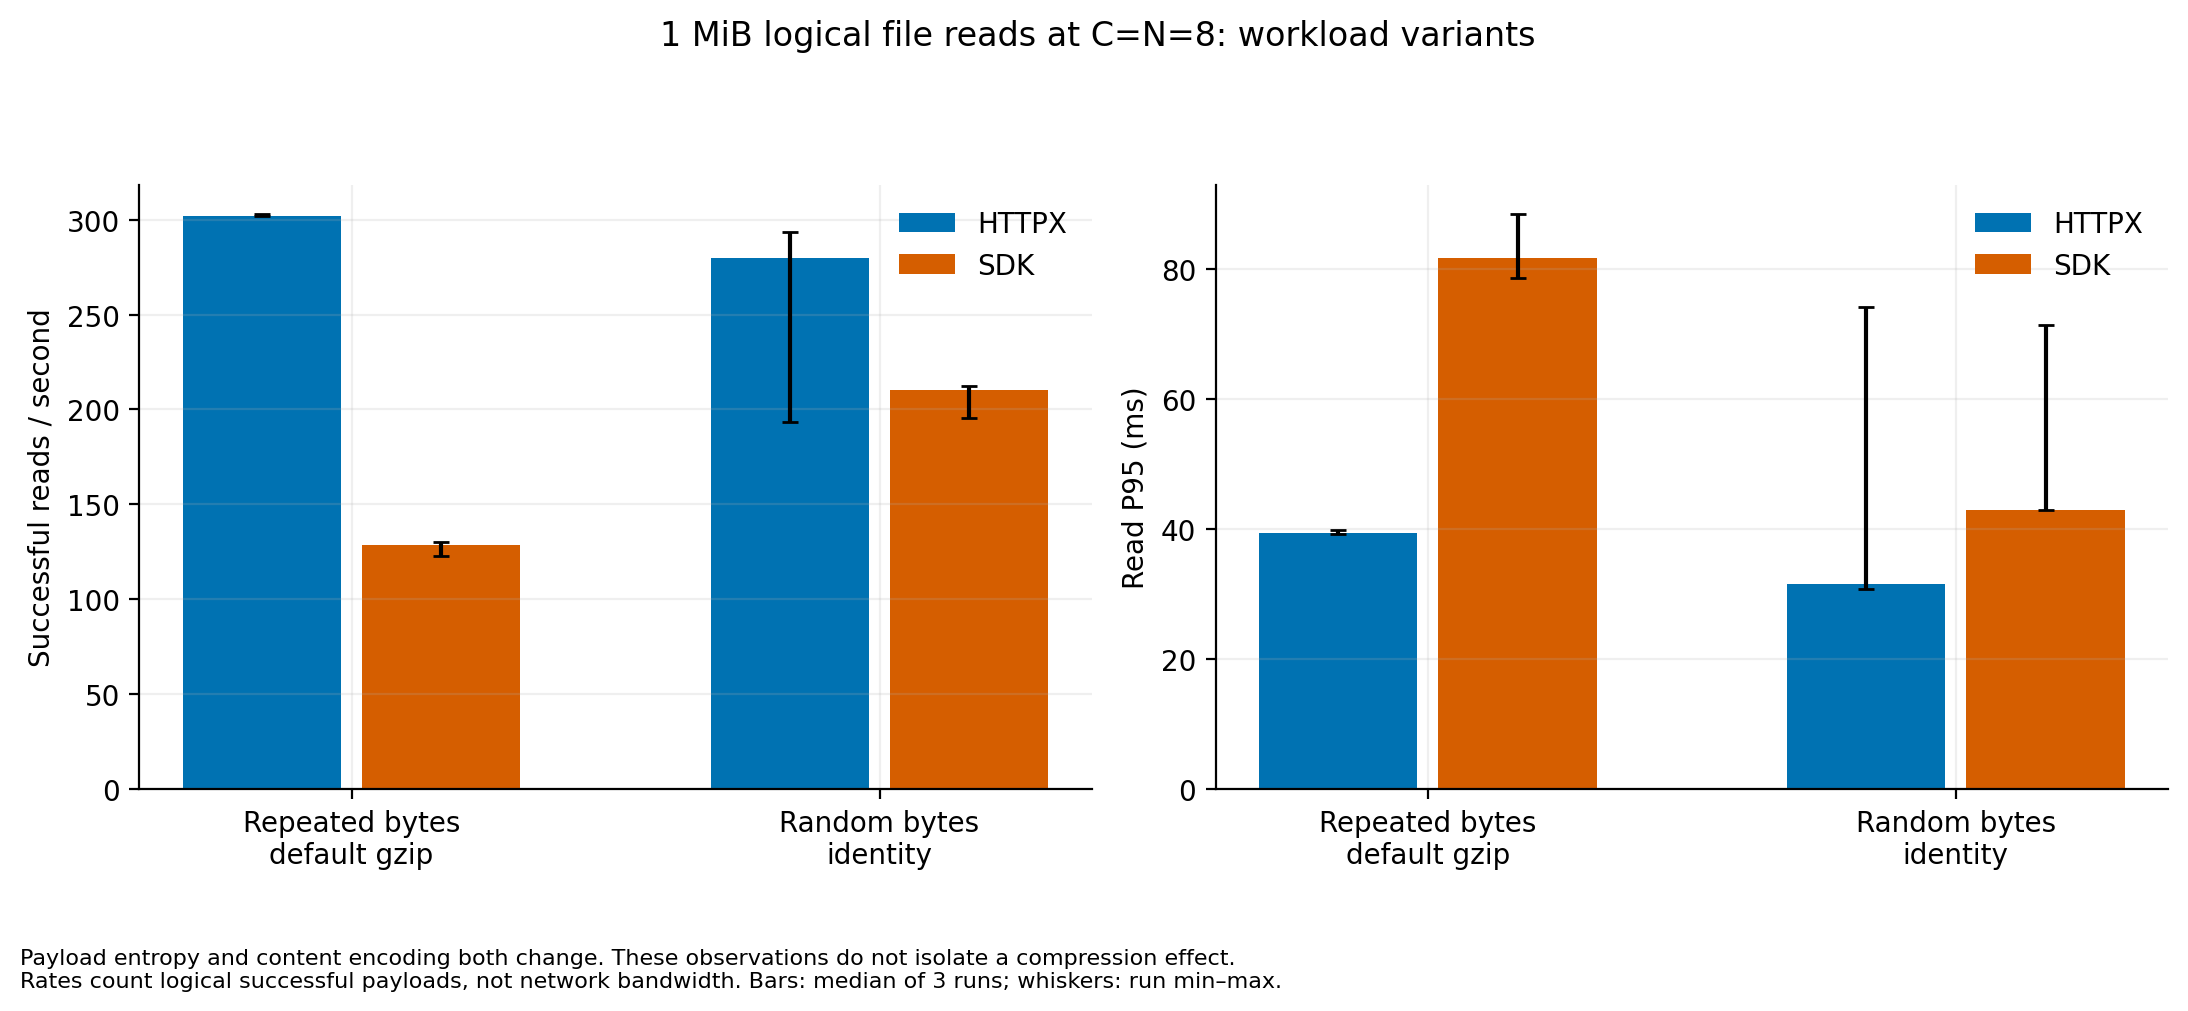 1 MiB logical file reads at C=N=8: workload variants
Successful reads / second
300
250
200
150
100
50
0
HTTPX
SDK
Repeated bytes
default gzip
Random bytes
identity
Read P95 (ms)
80
60
40
20
0
HTTPX
SDK
Repeated bytes
default gzip
Random bytes
identity
Payload entropy and content encoding both change. These observations do not isolate a compression effect.
Rates count logical successful payloads, not network bandwidth. Bars: median of 3 runs; whiskers: run min–max.